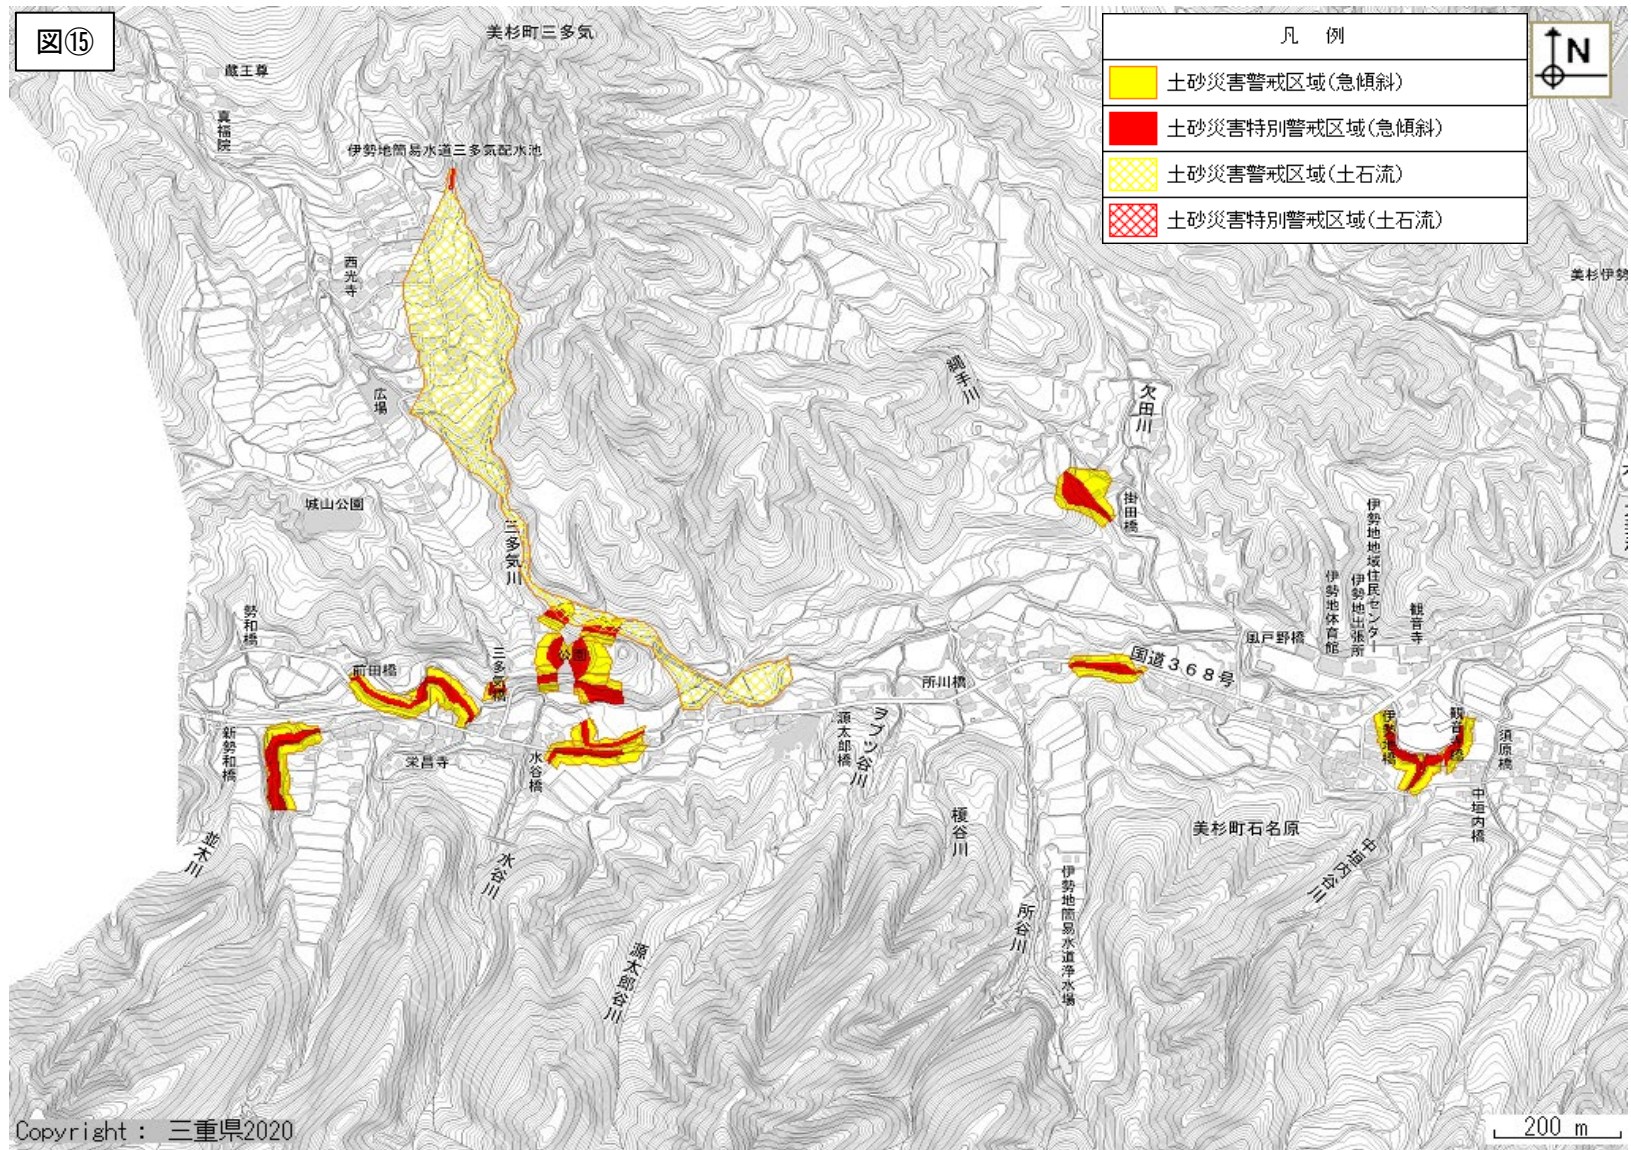 図⑮
美杉町三多気
凡 例
土砂災害警戒区域(急傾斜)
土砂災害特別警戒区域(急傾斜)
土砂災害警戒区域(土石流)
土砂災害特別警戒区域(土石流)
N
蔵王尊
真福院
伊勢地簡易水道三多気配水池
西光寺
美杉伊勢
広場
縄手川
欠田川
城山公園
掛田橋
三多気川
伊勢地地域住民センター
伊勢地出張所
伊勢地体育館
観音寺
勢和橋
風戸野橋
前田橋
三多気橋
公園
国道368号
所川橋
新勢和橋
栄昌寺
水谷橋
源太郎橋
ヲブツ谷川
伊勢地橋
観音橋
須原橋
中垣内橋
並木川
水谷川
榎谷川
美杉町石名原
中垣内谷川
伊勢地簡易水道浄水場
所谷川
源太郎谷川
Copyright： 三重県2020
200 m